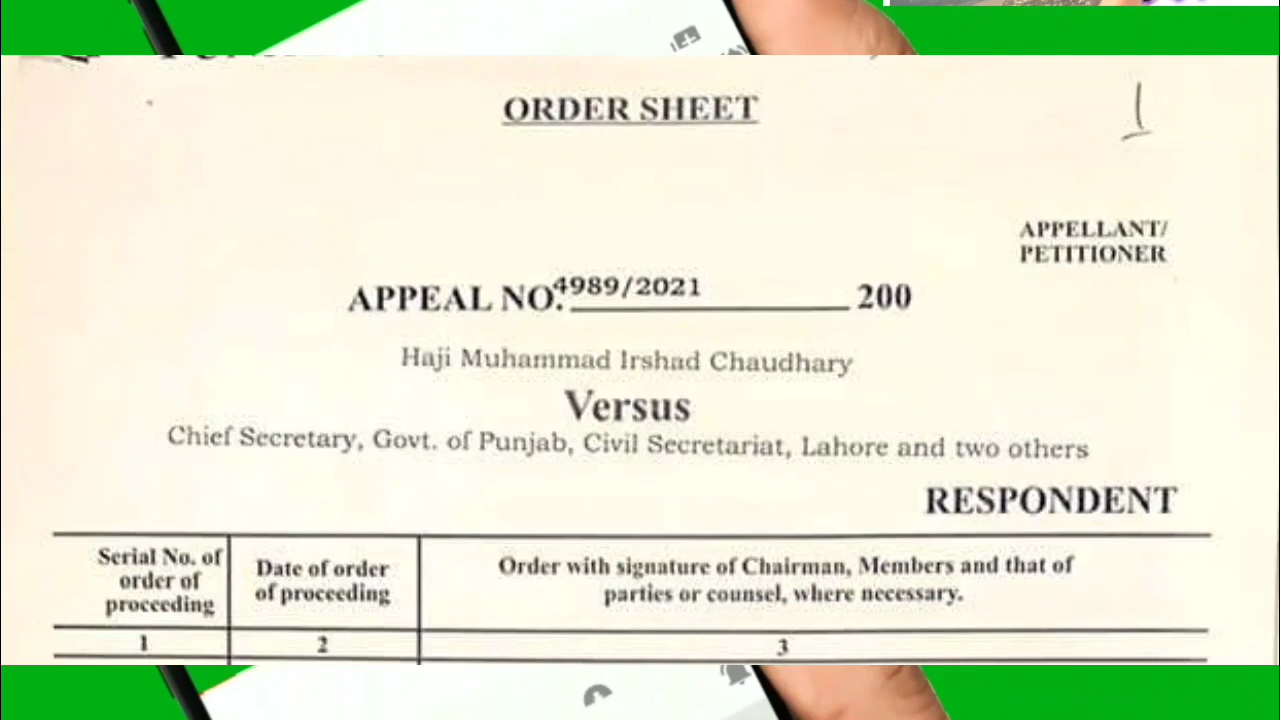 ORDER SHEET
1
APPELLANT/
PETITIONER
APPEAL NO. 4989/2021 200
Haji Muhammad Irshad Chaudhary
Versus
Chief Secretary, Govt. of Punjab, Civil Secretariat, Lahore and two others
RESPONDENT
Serial No. of
order of
proceeding
Date of order
of proceeding
Order with signature of Chairman, Members and that of
parties or counsel, where necessary.
1
2
3